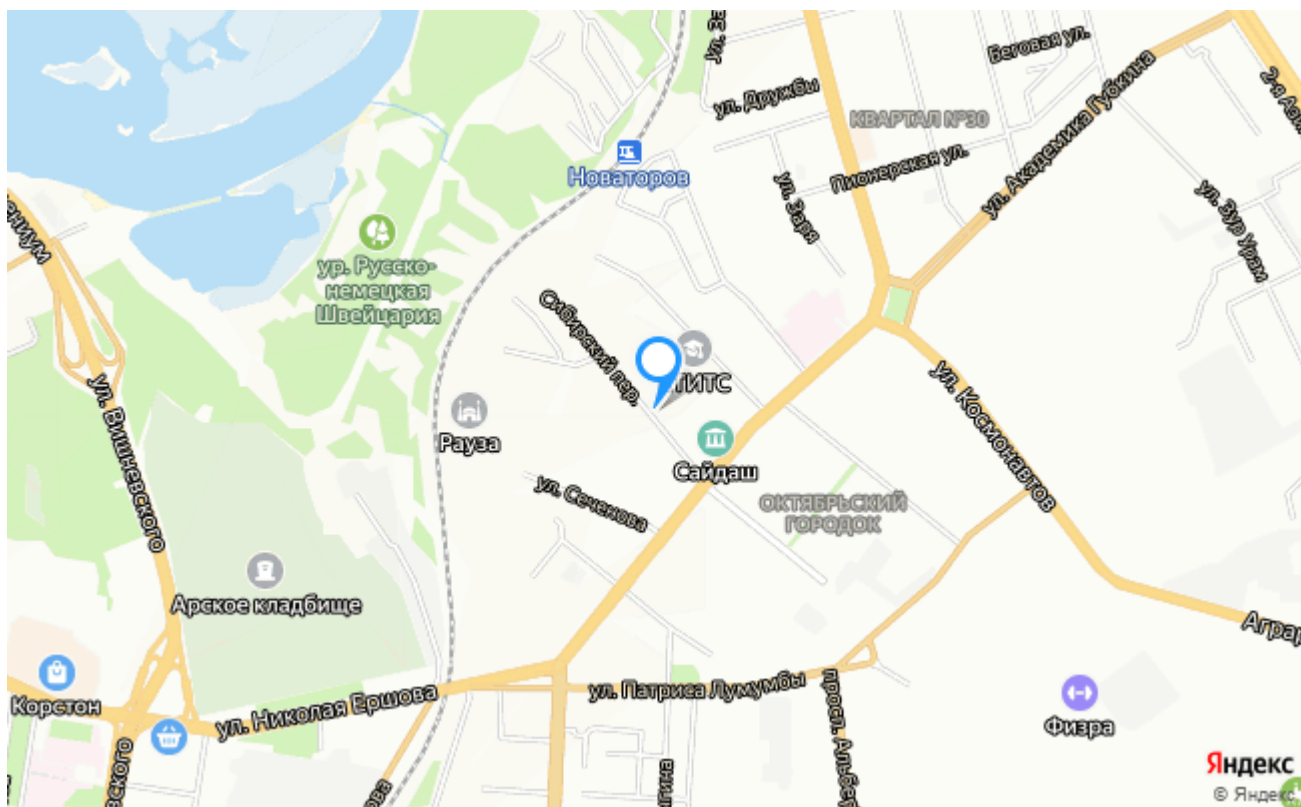 Беговая ул.
ул. Дружбы
КВАРТАЛ №30
ул. Академика Губкина
Новаторов
Пионерская ул.
ул. Заря
ул. Зур Урам
ур. Русско-
немецкая
Швейцария
Сибирский пер.
ТИТС
ул. Космонавтов
ул. Вишневского
Рауза
Сайдаш
ул. Сеченова
ОКТЯБРЬСКИЙ
ГОРОДОК
Арское кладбище
Корстон
ул. Николая Ершова
ул. Патриса Лумумбы
Физра
Яндекс
© Яндекс